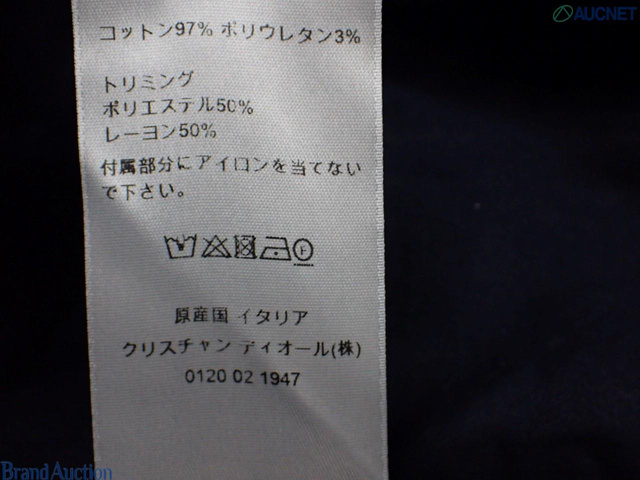 AUCNET
コットン97% ポリウレタン3%
トリミング
ポリエステル50%
レーヨン50%
付属部分にアイロンを当てない
で下さい。
F
原産国 イタリア
クリスチャン ディオール(株)
0120 02 1947
Brand Auction